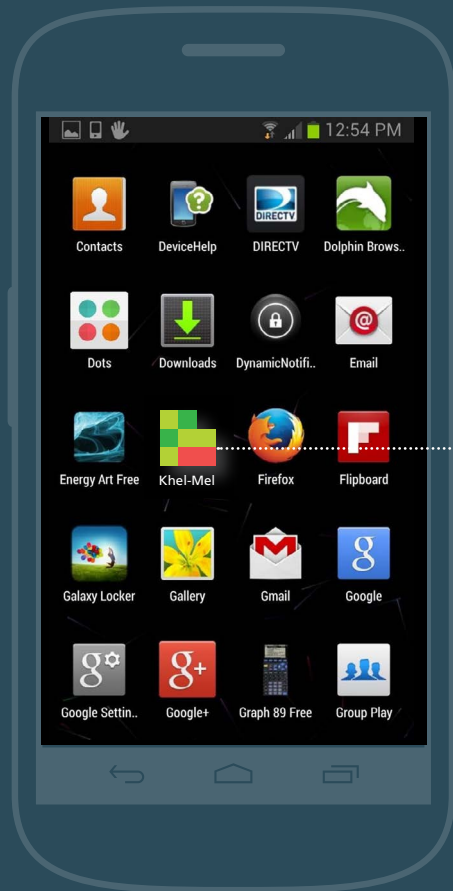 12:54 PM
DIRECTV
Contacts DeviceHelp DIRECTV Dolphin Brows..
@
Dots Downloads DynamicNotifi.. Email
Energy Art Free Khel-Mel Firefox Flipboard
g
Galaxy Locker Gallery Gmail Google
g g+
Google Settin.. Google+ Graph 89 Free Group Play